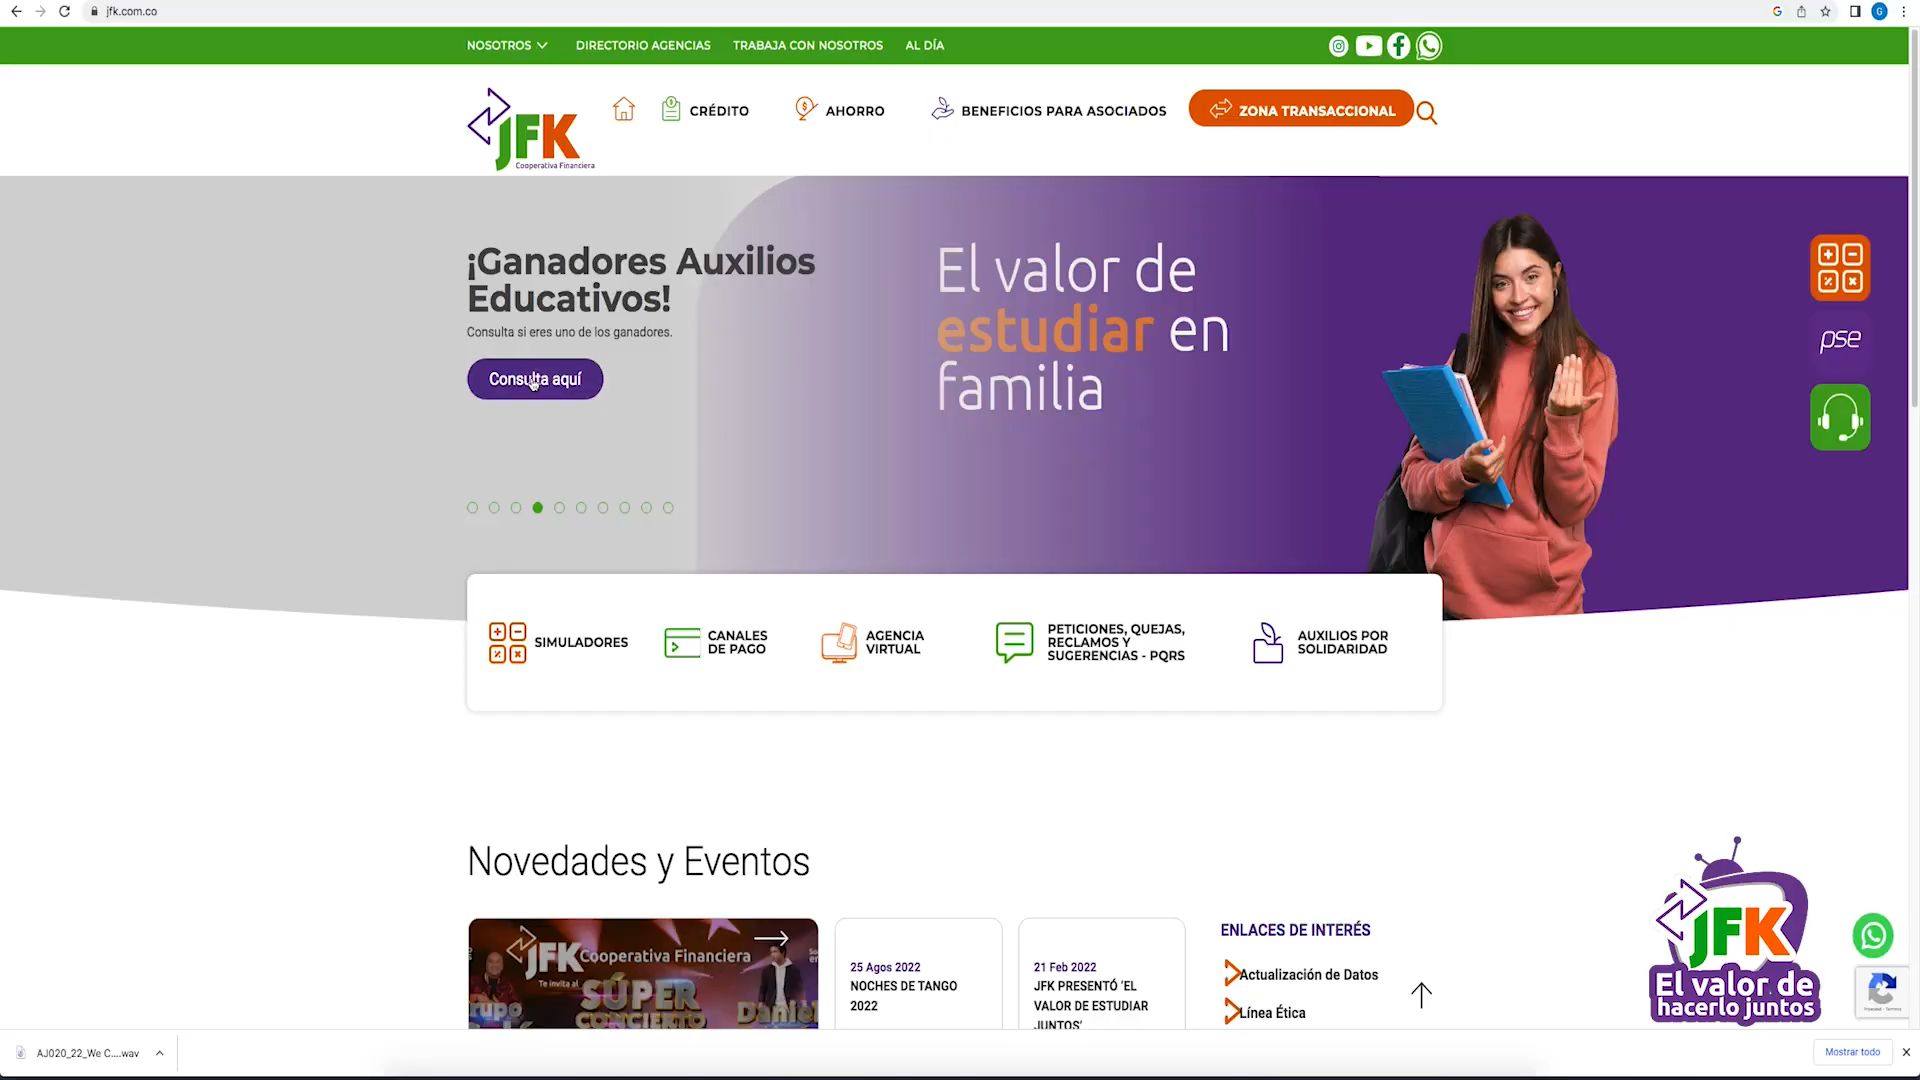 jfk.com.co
NOSOTROS
DIRECTORIO AGENCIAS
TRABAJA CON NOSOTROS
AL DÍA
JFK
Cooperativa Financiera
CRÉDITO
AHORRO
BENEFICIOS PARA ASOCIADOS
ZONA TRANSACCIONAL
¡Ganadores Auxilios
Educativos!
Consulta si eres uno de los ganadores.
Consulta aquí
El valor de
estudiar en
familia
pse
SIMULADORES
CANALES
DE PAGO
AGENCIA
VIRTUAL
PETICIONES, QUEJAS,
RECLAMOS Y
SUGERENCIAS - PQRS
AUXILIOS POR
SOLIDARIDAD
Novedades y Eventos
JFK Cooperativa Financiera
Te invita al
SÚPER
CONCIERTO
25 Agos 2022
NOCHES DE TANGO
2022
21 Feb 2022
JFK PRESENTÓ ‘EL
VALOR DE ESTUDIAR
JUNTOS’
ENLACES DE INTERÉS
Actualización de Datos
Línea Ética
JFK
El valor de
hacerlo juntos
AJ020_22_We C....wav
Mostrar todo